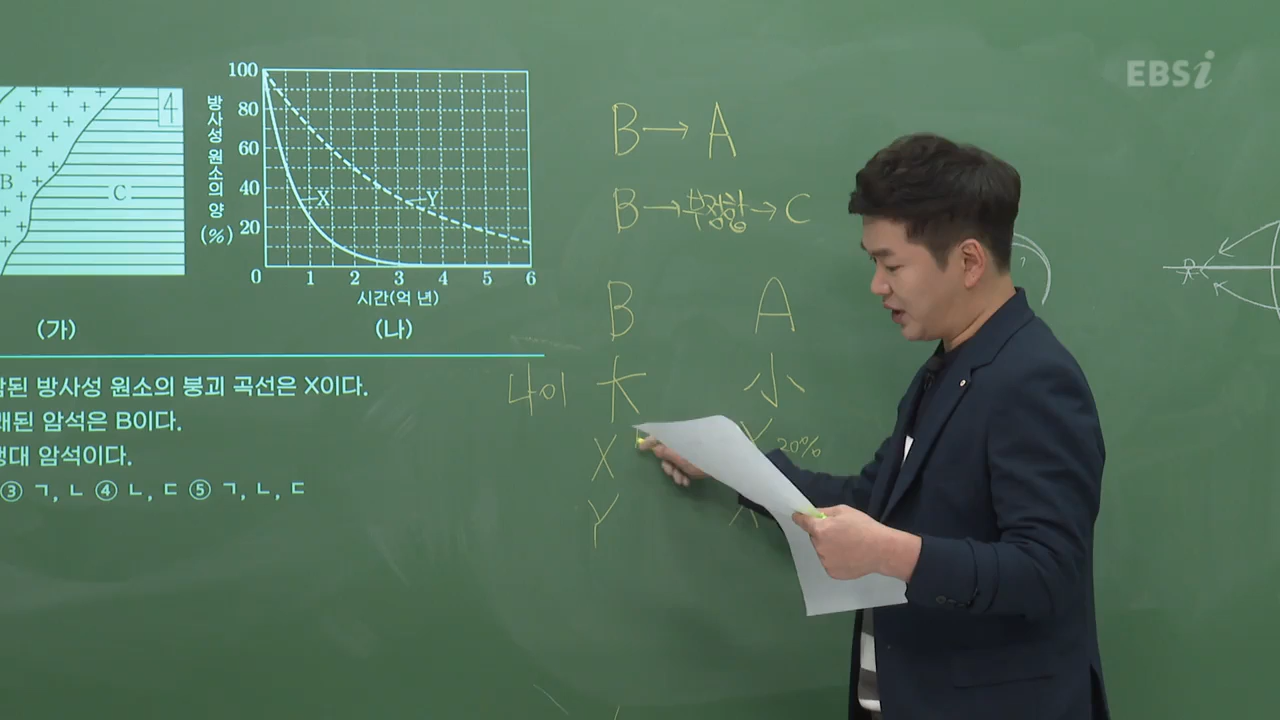 EBSi
4
B
C
(가)
방사성 원소의 양 (%)
100
80
60
40
20
0
X
Y
1 2 3 4 5 6
시간(억 년)
(나)
된 방사성 원소의 붕괴 곡선은 X이다.
된 암석은 B이다.
대 암석이다.
③ ㄱ, ㄴ ④ ㄴ, ㄷ ⑤ ㄱ, ㄴ, ㄷ
B → A
B → 부정합 → C
B A
나이 大 小
X Y 20%
Y X